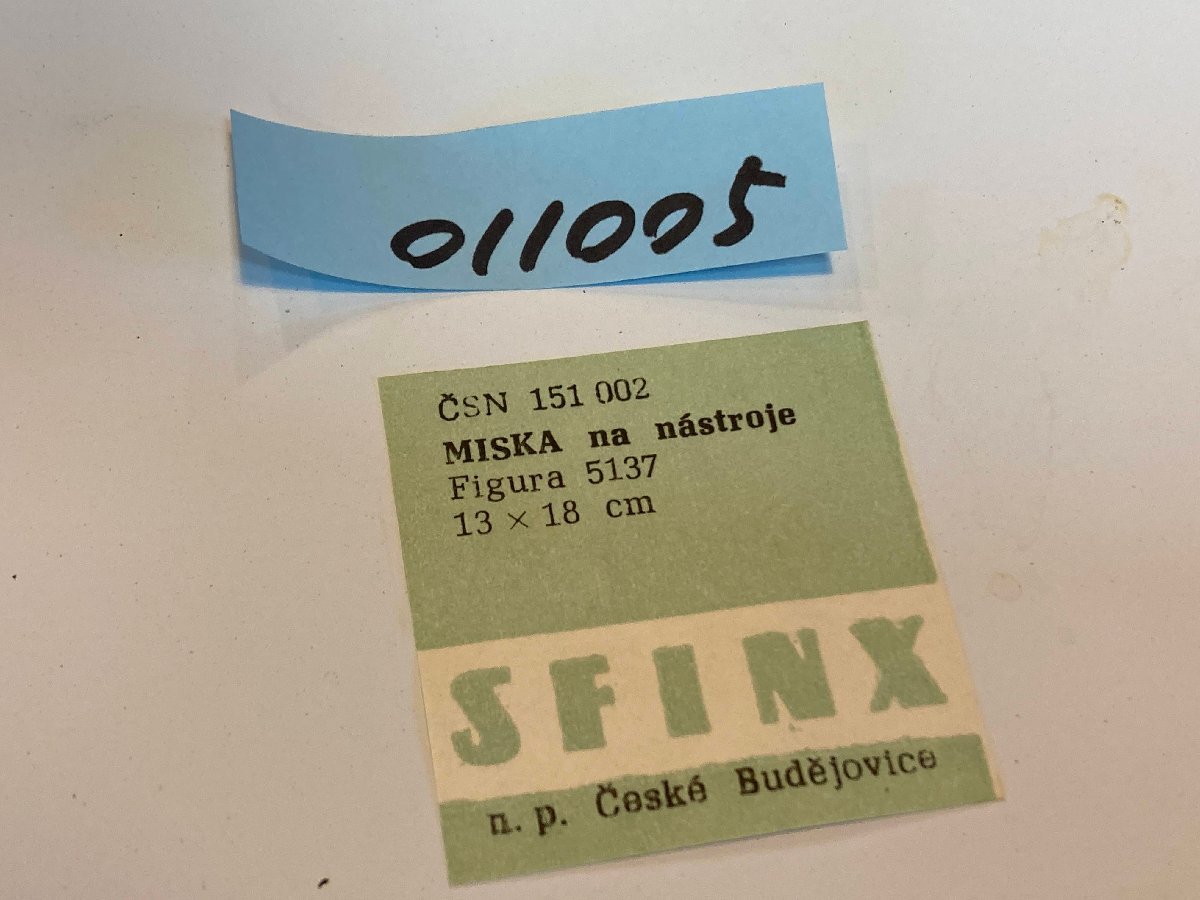 011005
ČSN 151 002
MISKA na nástroje
Figura 5137
13 × 18 cm
SFINX
n. p. České Budějovice